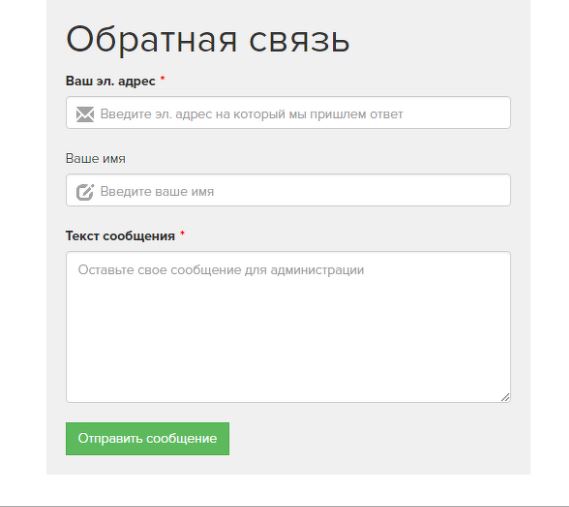 Обратная связь
Ваш эл. адрес *
Введите эл. адрес на который мы пришлем ответ
Ваше имя
Введите ваше имя
Текст сообщения *
Оставьте свое сообщение для администрации
Отправить сообщение